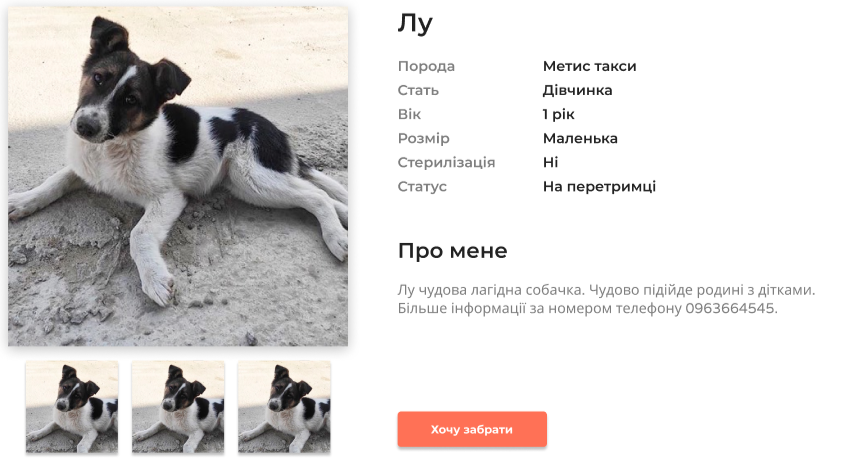 Лу
Порода Метис такси
Стать Дівчинка
Вік 1 рік
Розмір Маленька
Стерилізація Ні
Статус На перетримці
Про мене
Лу чудова лагідна собачка. Чудово підійде родині з дітками.
Більше інформації за номером телефону 0963664545.
Хочу забрати